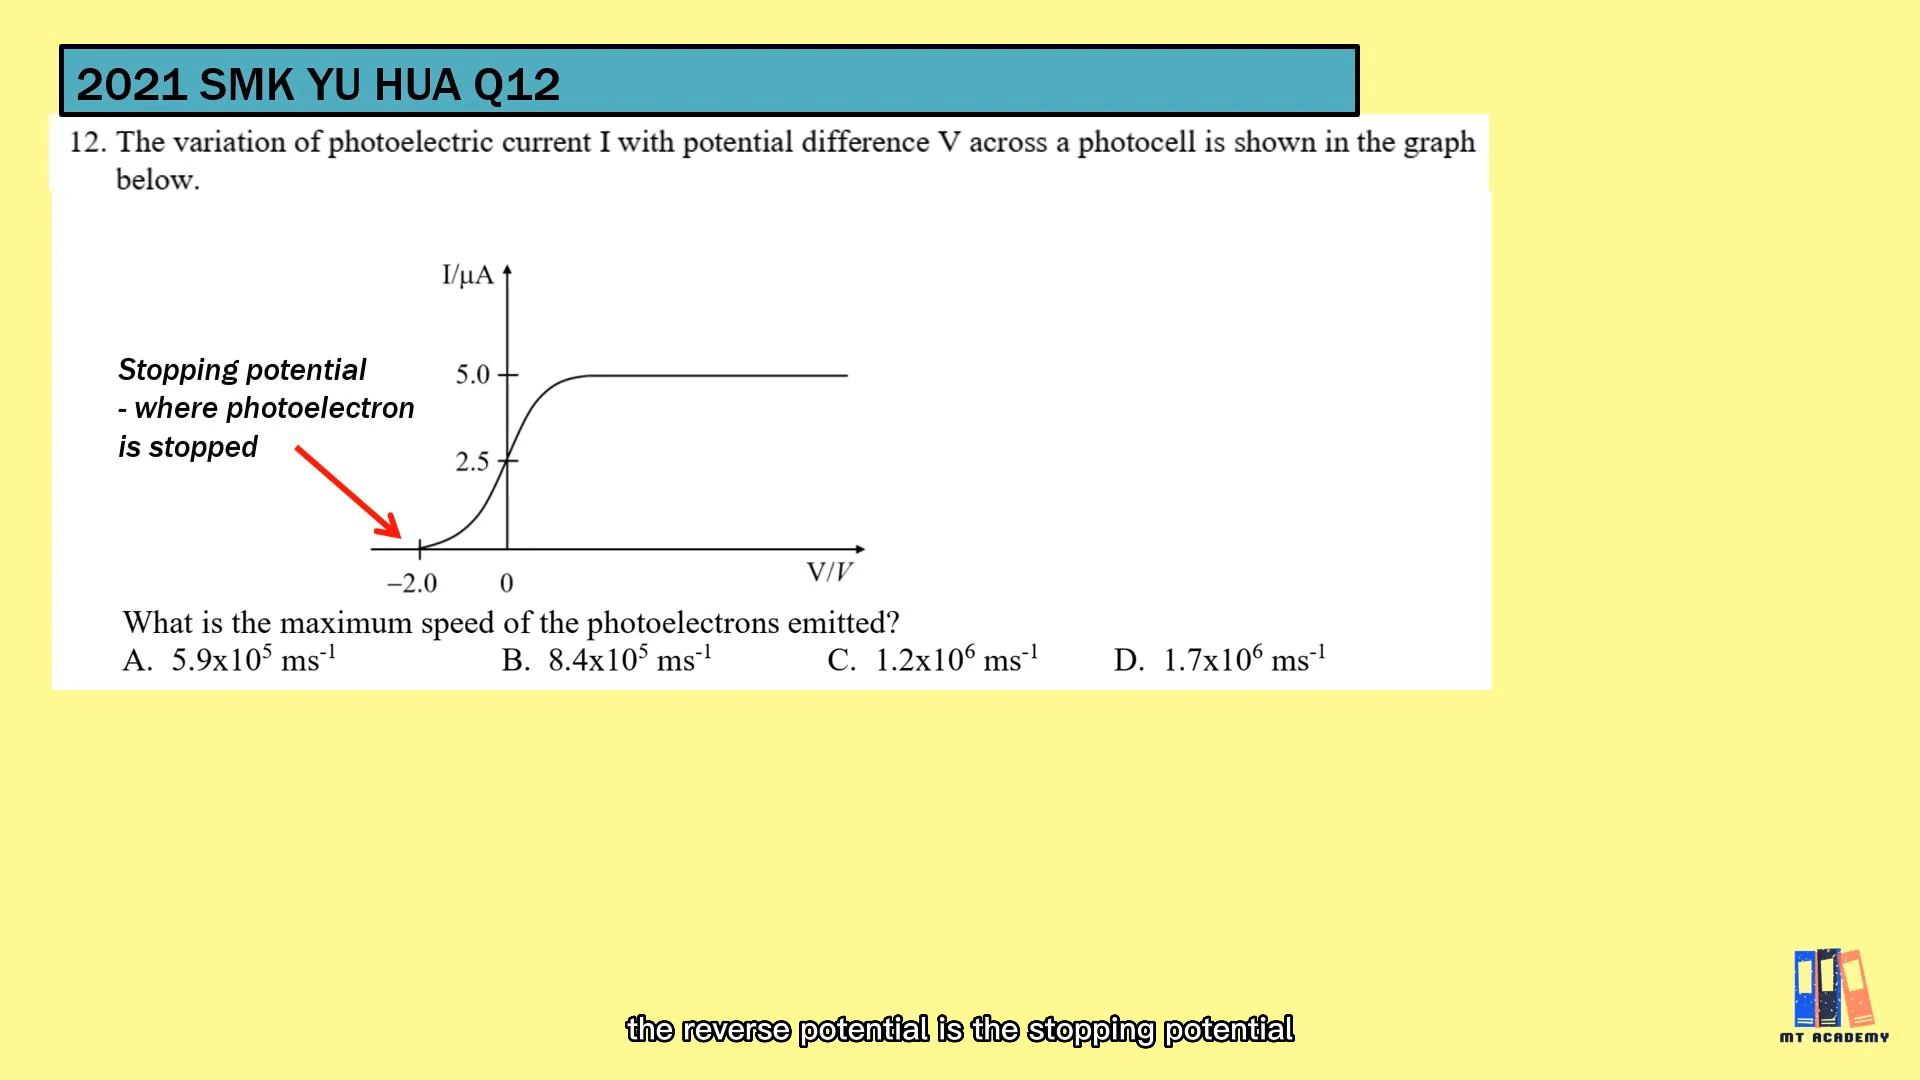 2021 SMK YU HUA Q12
12. The variation of photoelectric current I with potential difference V across a photocell is shown in the graph
below.
I/μA
Stopping potential
- where photoelectron
is stopped
5.0
2.5
–2.0
0
V/V
What is the maximum speed of the photoelectrons emitted?
A. 5.9x10⁵ ms⁻¹ B. 8.4x10⁵ ms⁻¹ C. 1.2x10⁶ ms⁻¹ D. 1.7x10⁶ ms⁻¹
MT ACADEMY
the reverse potential is the stopping potential